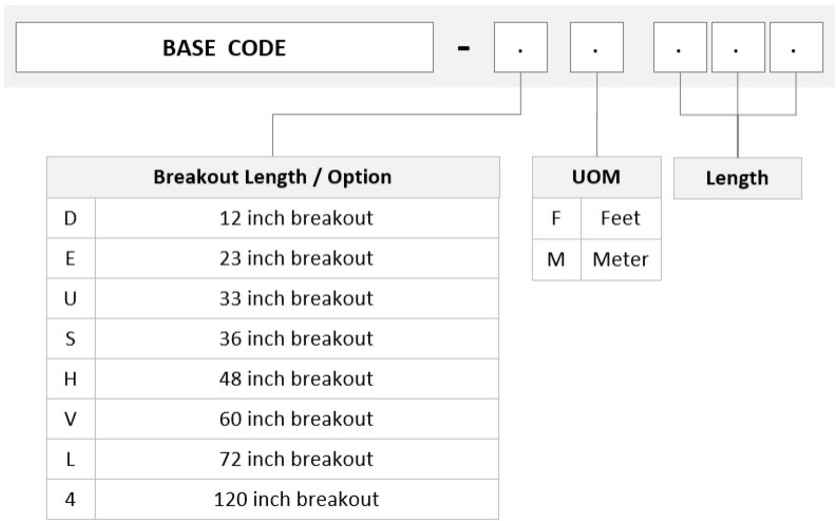 BASE CODE - . . . . .
Breakout Length / Option
D 12 inch breakout
E 23 inch breakout
U 33 inch breakout
S 36 inch breakout
H 48 inch breakout
V 60 inch breakout
L 72 inch breakout
4 120 inch breakout
UOM
F Feet
M Meter
Length